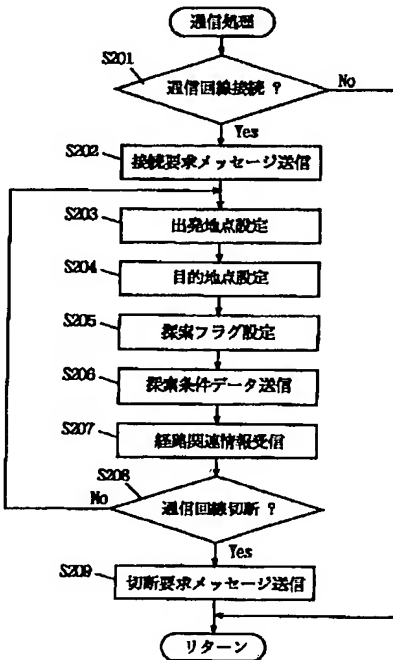 通信処理
S201
通信回線接続 ?
No
Yes
S202
接続要求メッセージ送信
S203
出発地点設定
S204
目的地点設定
S205
探索フラグ設定
S206
探索条件データ送信
S207
経路関連情報受信
S208
No
通信回線切断 ?
Yes
S209
切断要求メッセージ送信
リターン